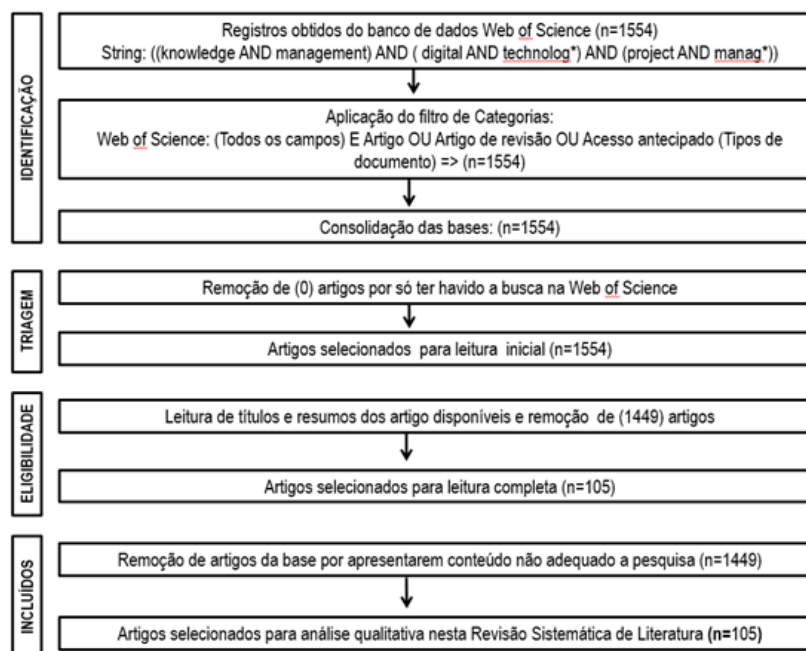 IDENTIFICAÇÃO
Registros obtidos do banco de dados Web of Science (n=1554)
String: ((knowledge AND management) AND ( digital AND technolog*) AND (project AND manag*))
Aplicação do filtro de Categorias:
Web of Science: (Todos os campos) E Artigo OU Artigo de revisão OU Acesso antecipado (Tipos de
documento) => (n=1554)
Consolidação das bases: (n=1554)
TRIAGEM
Remoção de (0) artigos por só ter havido a busca na Web of Science
Artigos selecionados para leitura inicial (n=1554)
ELIGIBILIDADE
Leitura de títulos e resumos dos artigo disponíveis e remoção de (1449) artigos
Artigos selecionados para leitura completa (n=105)
INCLUÍDOS
Remoção de artigos da base por apresentarem conteúdo não adequado a pesquisa (n=1449)
Artigos selecionados para análise qualitativa nesta Revisão Sistemática de Literatura (n=105)